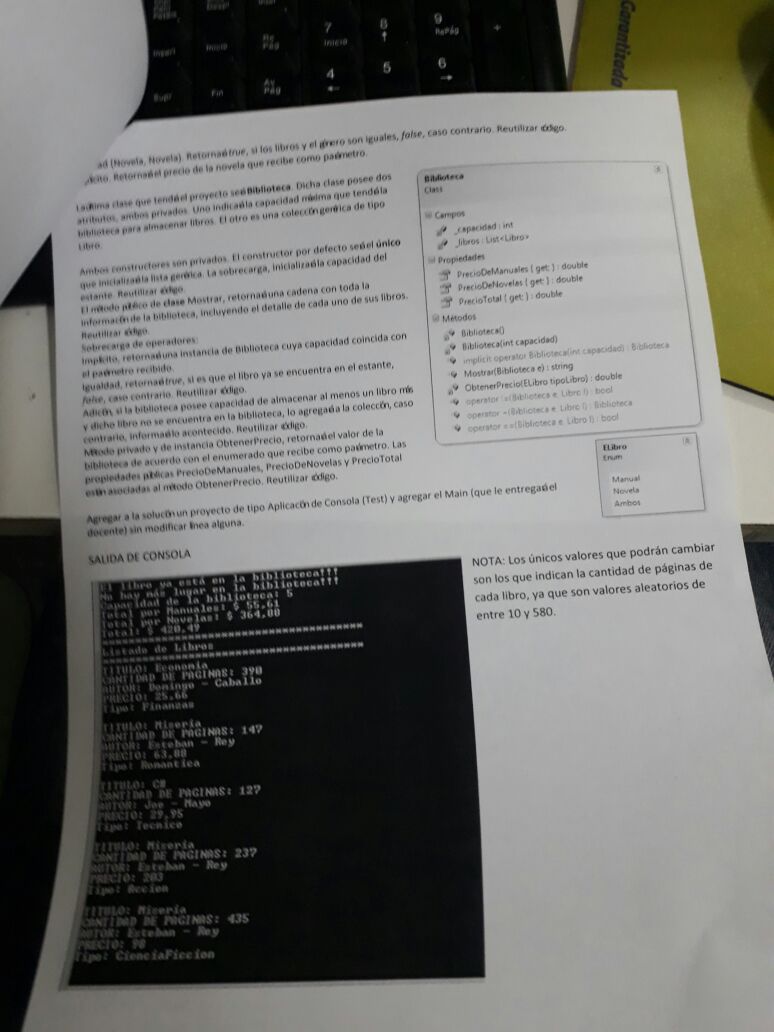 Garantizada
7
Inicio
8
9
RePág
+
Insert
Inicio
Re
Pág
4
5
6
Supr
Fin
Av
Pág
ad (Novela, Novela). Retornará true, si los libros y el género son iguales, false, caso contrario. Reutilizar código.
Retornará el precio de la novela que recibe como parámetro.
La última clase que tendrá el proyecto será Biblioteca. Dicha clase posee dos
atributos, ambos privados. Uno indicará la capacidad máxima que tendrá la
biblioteca para almacenar libros. El otro es una colección genérica de tipo
Libro.
Ambos constructores son privados. El constructor por defecto será el único
que inicializará la lista genérica. La sobrecarga, inicializará la capacidad del
estante. Reutilizar código.
El método público de clase Mostrar, retornará una cadena con toda la
información de la biblioteca, incluyendo el detalle de cada uno de sus libros.
Reutilizar código.
Sobrecarga de operadores:
Implícito, retornará una instancia de Biblioteca cuya capacidad coincida con
el parámetro recibido.
Igualdad, retornará true, si es que el libro ya se encuentra en el estante,
false, caso contrario. Reutilizar código.
Adición, si la biblioteca posee capacidad de almacenar al menos un libro más
y dicho libro no se encuentra en la biblioteca, lo agregará a la colección, caso
contrario, informará lo acontecido. Reutilizar código.
Método privado y de instancia ObtenerPrecio, retornará el valor de la
biblioteca de acuerdo con el enumerado que recibe como parámetro. Las
propiedades públicas PrecioDeManuales, PrecioDeNovelas y PrecioTotal
están asociadas al método ObtenerPrecio. Reutilizar código.
Biblioteca
Class
Campos
_capacidad : int
_libros : List<Libro>
Propiedades
PrecioDeManuales { get; } : double
PrecioDeNovelas { get; } : double
PrecioTotal { get; } : double
Métodos
Biblioteca()
Biblioteca(int capacidad)
implicit operator Biblioteca(int capacidad) : Biblioteca
Mostrar(Biblioteca e) : string
ObtenerPrecio(ELibro tipoLibro) : double
operator !=(Biblioteca e, Libro l) : bool
operator +(Biblioteca e, Libro l) : Biblioteca
operator ==(Biblioteca e, Libro l) : bool
ELibro
Enum
Manual
Novela
Ambos
Agregar a la solución un proyecto de tipo Aplicación de Consola (Test) y agregar el Main (que le entregará el
docente) sin modificar línea alguna.
SALIDA DE CONSOLA
El libro ya está en la biblioteca!!!
No hay más lugar en la biblioteca!!!
Capacidad de la biblioteca: 5
Total por Manuales: $ 55,61
Total por Novelas: $ 364,88
Total: $ 420,49
**************************************
Listado de Libros
**************************************
TITULO: Economia
CANTIDAD DE PAGINAS: 390
AUTOR: Domingo - Caballo
PRECIO: 25,66
Tipo: Finanzas
TITULO: Miseria
CANTIDAD DE PAGINAS: 147
AUTOR: Esteban - Rey
PRECIO: 63,88
Tipo: Romantica
TITULO: C#
CANTIDAD DE PAGINAS: 127
AUTOR: Joe - Mayo
PRECIO: 29,95
Tipo: Tecnico
TITULO: Miseria
CANTIDAD DE PAGINAS: 237
AUTOR: Esteban - Rey
PRECIO: 203
Tipo: Accion
TITULO: Miseria
CANTIDAD DE PAGINAS: 435
AUTOR: Esteban - Rey
PRECIO: 98
Tipo: CienciaFiccion
NOTA: Los únicos valores que podrán cambiar
son los que indican la cantidad de páginas de
cada libro, ya que son valores aleatorios de
entre 10 y 580.